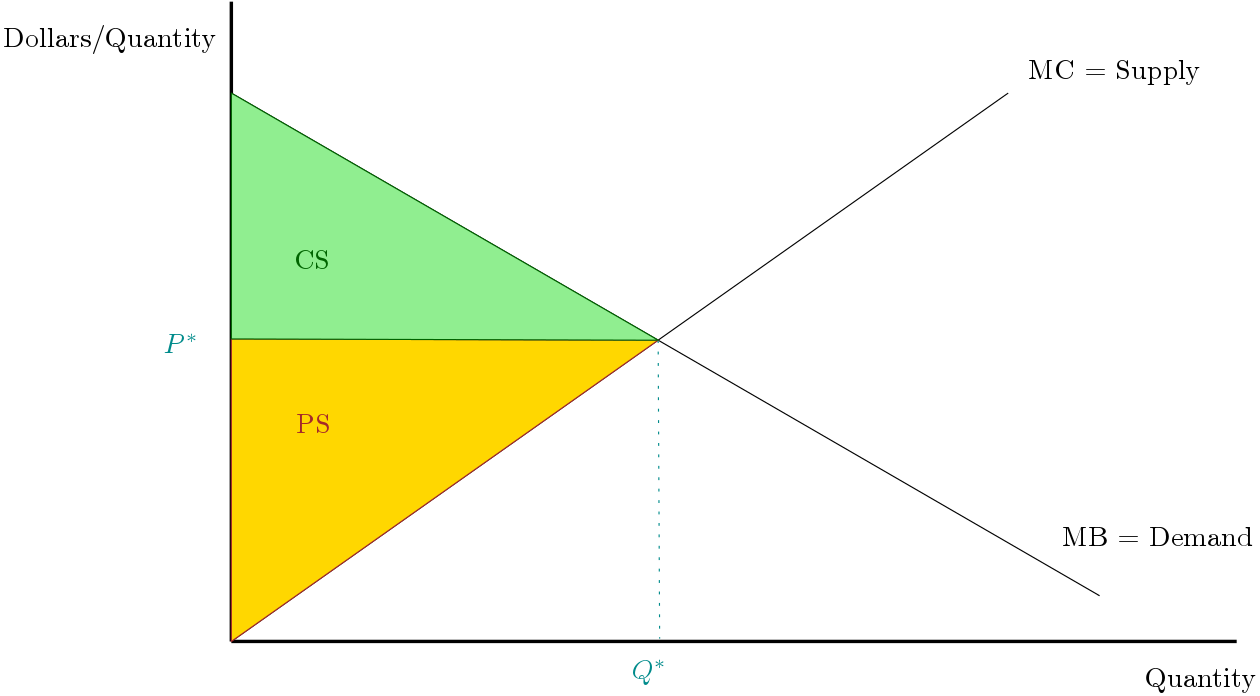 Dollars/Quantity
MC = Supply
CS
P*
PS
MB = Demand
Q*
Quantity